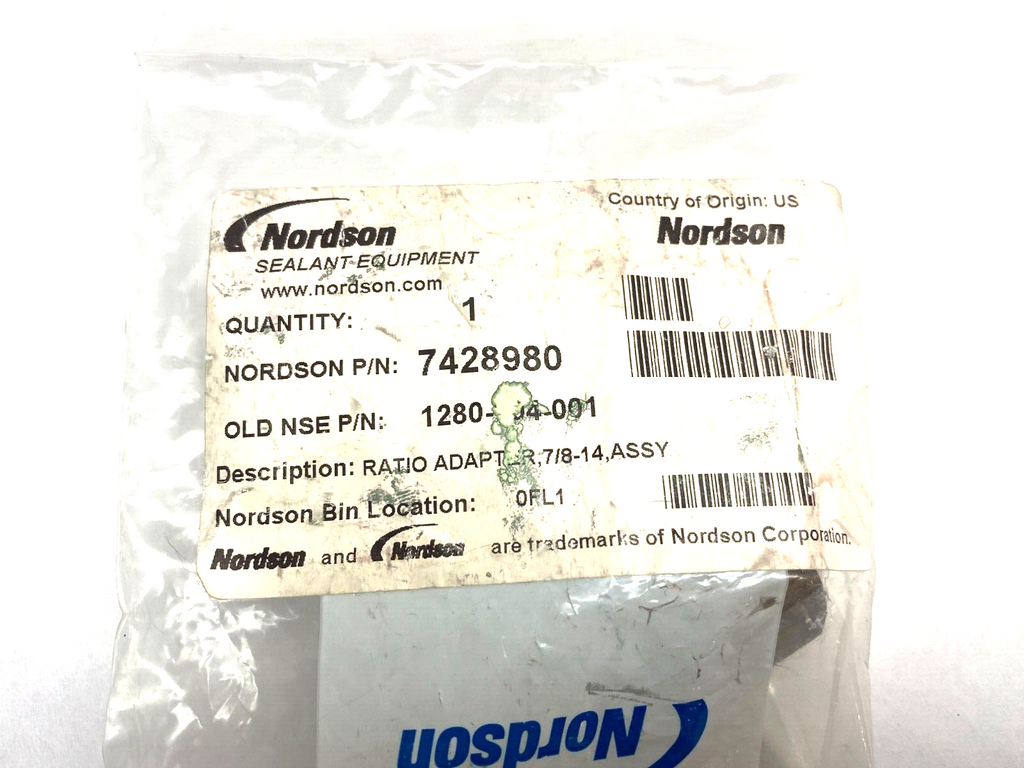 Nordson
SEALANT EQUIPMENT
www.nordson.com
Country of Origin: US
Nordson
QUANTITY: 1
NORDSON P/N: 7428980
OLD NSE P/N:
Description: RATIO 7/8-14,ASSY
Nordson Bin Location: 0FL1
Nordson and Nordson are trademarks of Nordson Corporation.
Nordson